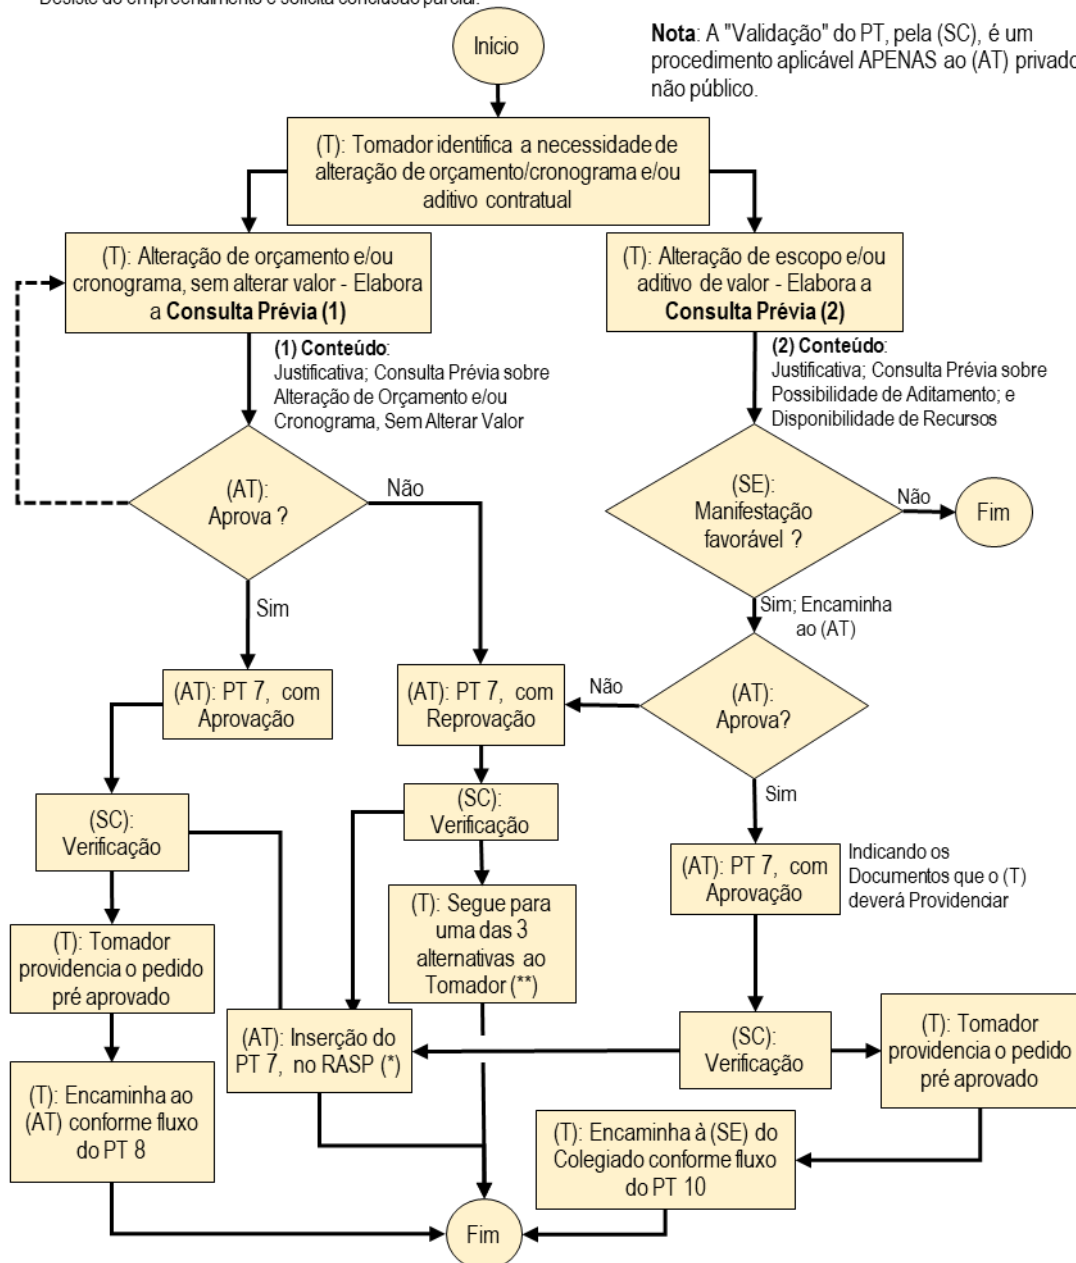 Desiste do empreendimento e solicita conclusão parcial.
Início
Nota: A "Validação" do PT, pela (SC), é um
procedimento aplicável APENAS ao (AT) privado
não público.
(T): Tomador identifica a necessidade de
alteração de orçamento/cronograma e/ou
aditivo contratual
(T): Alteração de orçamento e/ou
cronograma, sem alterar valor - Elabora
a Consulta Prévia (1)
(T): Alteração de escopo e/ou
aditivo de valor - Elabora a
Consulta Prévia (2)
(1) Conteúdo:
Justificativa; Consulta Prévia sobre
Alteração de Orçamento e/ou
Cronograma, Sem Alterar Valor
(2) Conteúdo:
Justificativa; Consulta Prévia sobre
Possibilidade de Aditamento; e
Disponibilidade de Recursos
(AT):
Aprova ?
Não
(SE):
Manifestação
favorável ?
Não
Fim
Sim
Sim; Encaminha
ao (AT)
(AT): PT 7, com
Aprovação
(AT): PT 7, com
Reprovação
Não
(AT):
Aprova?
Sim
(SC):
Verificação
(SC):
Verificação
(AT): PT 7, com
Aprovação
Indicando os
Documentos que o (T)
deverá Providenciar
(T): Tomador
providencia o pedido
pré aprovado
(T): Segue para
uma das 3
alternativas ao
Tomador (**)
(AT): Inserção do
PT 7, no RASP (*)
(SC):
Verificação
(T): Tomador
providencia o pedido
pré aprovado
(T): Encaminha ao
(AT) conforme fluxo
do PT 8
(T): Encaminha à (SE) do
Colegiado conforme fluxo
do PT 10
Fim